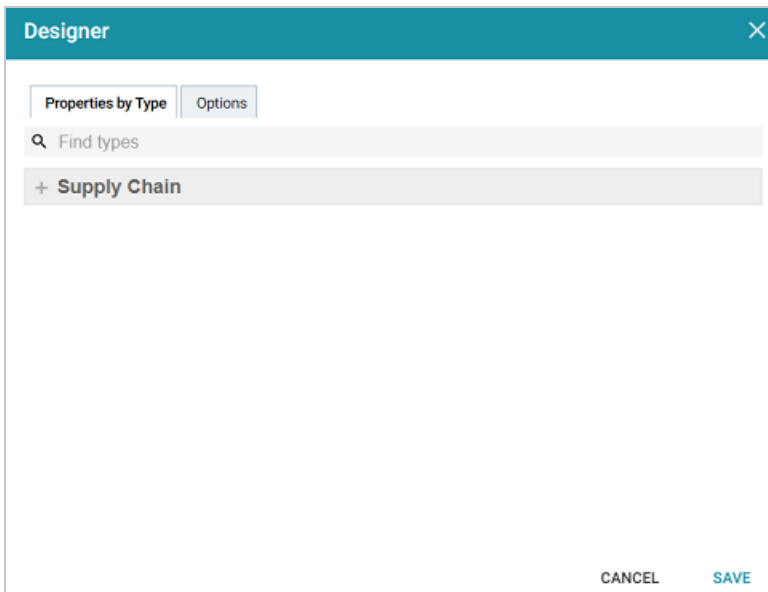 Designer
Properties by Type Options
Find types
+ Supply Chain
CANCEL SAVE